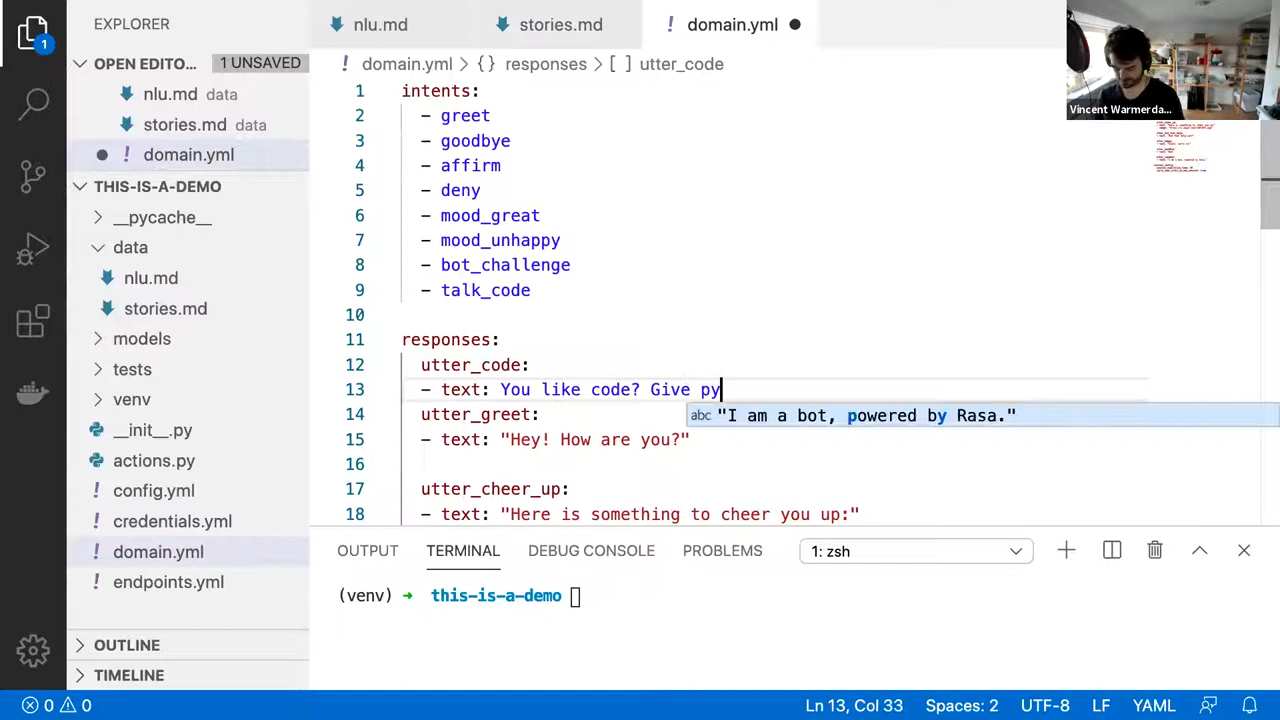 EXPLORER
nlu.md
stories.md
! domain.yml ●
OPEN EDITO... 1 UNSAVED
! domain.yml > {} responses > [ ] utter_code
nlu.md data
stories.md data
● ! domain.yml
THIS-IS-A-DEMO
__pycache__
data
nlu.md
stories.md
models
tests
venv
__init__.py
actions.py
! config.yml
! credentials.yml
! domain.yml
! endpoints.yml
OUTLINE
TIMELINE
1
1 intents:
2 - greet
3 - goodbye
4 - affirm
5 - deny
6 - mood_great
7 - mood_unhappy
8 - bot_challenge
9 - talk_code
10
11 responses:
12 utter_code:
13 - text: You like code? Give py
abc "I am a bot, powered by Rasa."
14 utter_greet:
15 - text: "Hey! How are you?"
16
17 utter_cheer_up:
18 - text: "Here is something to cheer you up:"
Vincent Warmerda...
OUTPUT TERMINAL DEBUG CONSOLE PROBLEMS 1: zsh
(venv) → this-is-a-demo
0 0 Ln 13, Col 33 Spaces: 2 UTF-8 LF YAML